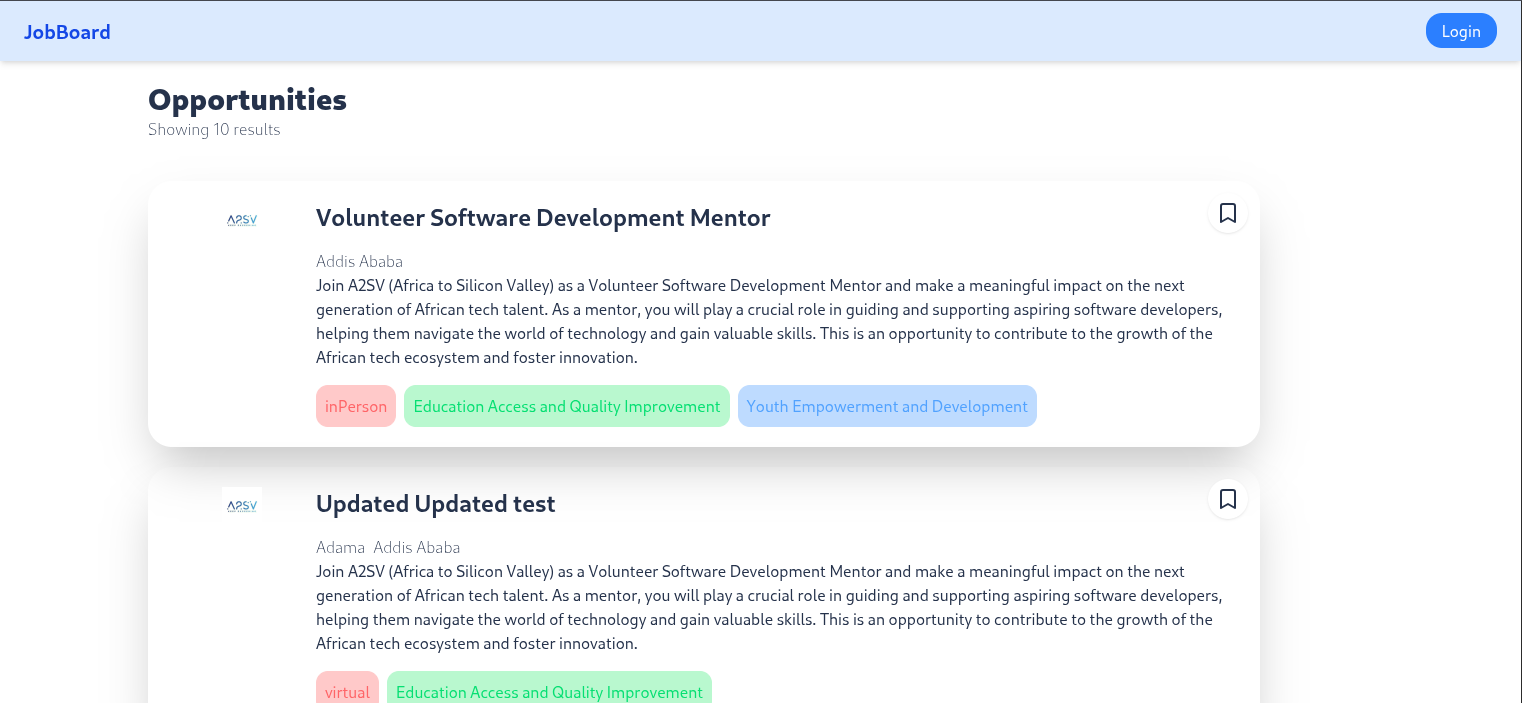 JobBoard
Login
Opportunities
Showing 10 results
A2SV
Volunteer Software Development Mentor
Addis Ababa
Join A2SV (Africa to Silicon Valley) as a Volunteer Software Development Mentor and make a meaningful impact on the next
generation of African tech talent. As a mentor, you will play a crucial role in guiding and supporting aspiring software developers,
helping them navigate the world of technology and gain valuable skills. This is an opportunity to contribute to the growth of the
African tech ecosystem and foster innovation.
inPerson
Education Access and Quality Improvement
Youth Empowerment and Development
A2SV
Updated Updated test
Adama Addis Ababa
Join A2SV (Africa to Silicon Valley) as a Volunteer Software Development Mentor and make a meaningful impact on the next
generation of African tech talent. As a mentor, you will play a crucial role in guiding and supporting aspiring software developers,
helping them navigate the world of technology and gain valuable skills. This is an opportunity to contribute to the growth of the
African tech ecosystem and foster innovation.
virtual
Education Access and Quality Improvement